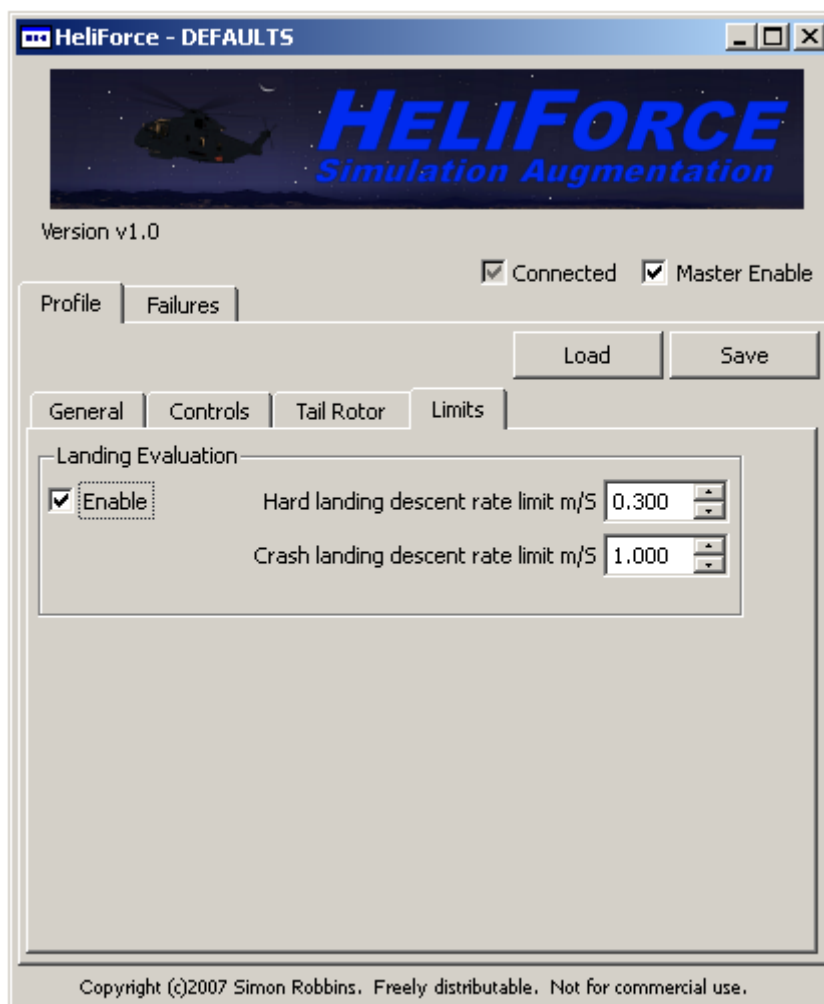 HeliForce - DEFAULTS
HELIFORCE
Simulation Augmentation
Version v1.0
Connected Master Enable
Profile Failures
Load Save
General Controls Tail Rotor Limits
Landing Evaluation
Enable Hard landing descent rate limit m/S 0.300
Crash landing descent rate limit m/S 1.000
Copyright (c)2007 Simon Robbins. Freely distributable. Not for commercial use.